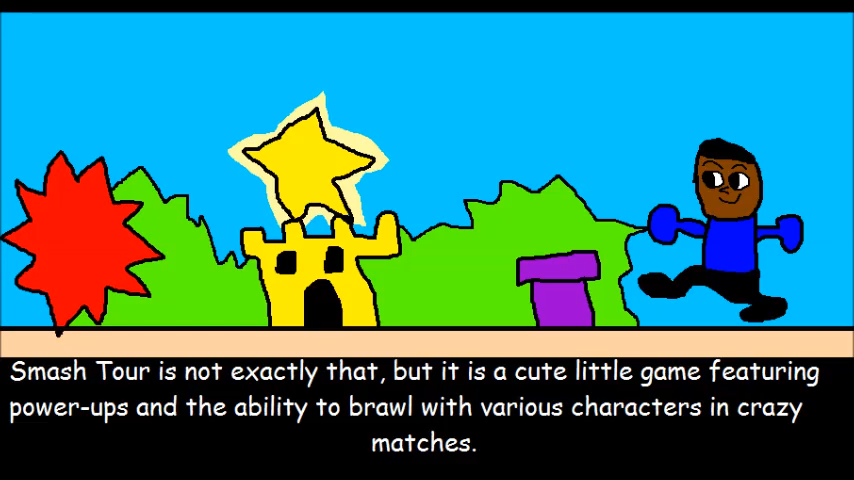 Smash Tour is not exactly that, but it is a cute little game featuring
power-ups and the ability to brawl with various characters in crazy
matches.